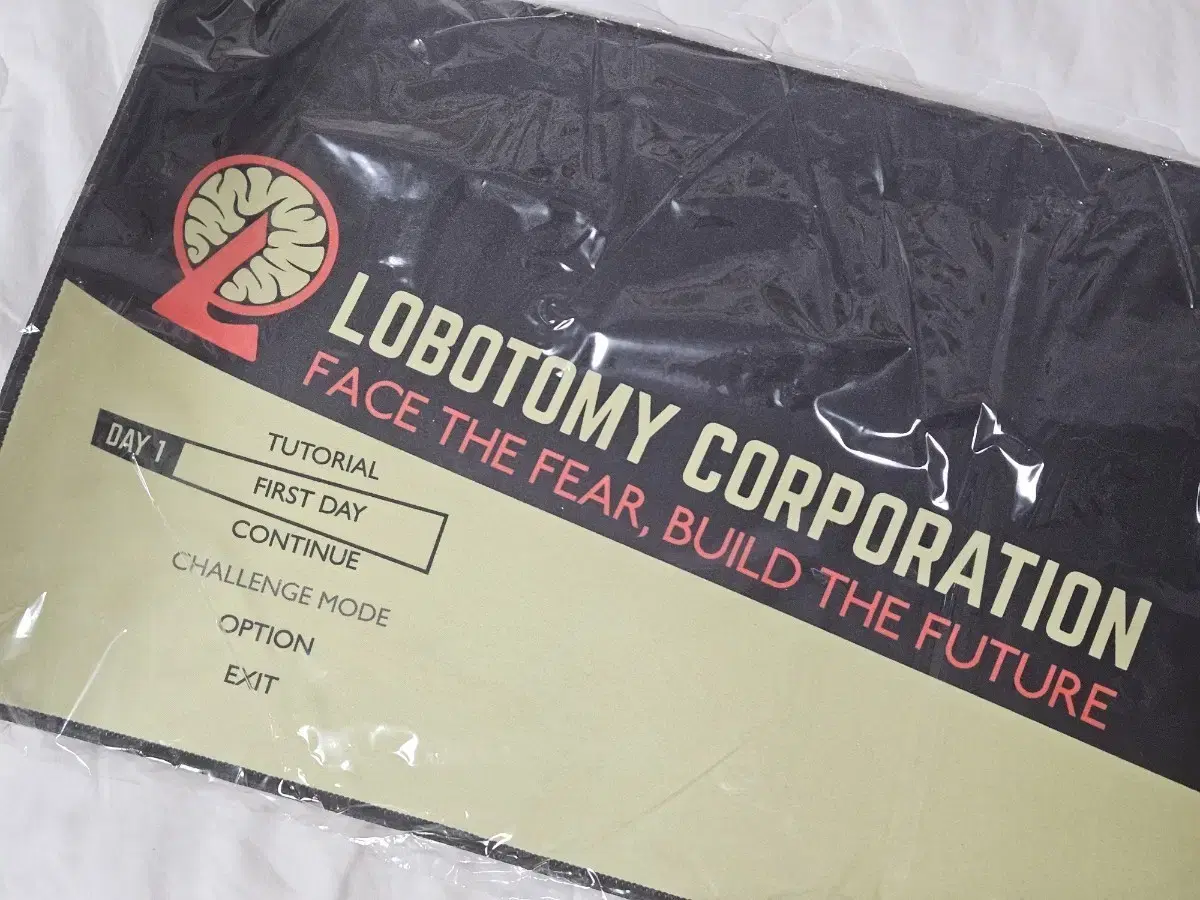 LOBOTOMY CORPORATION
FACE THE FEAR, BUILD THE FUTURE
TUTORIAL
DAY 1
FIRST DAY
CONTINUE
CHALLENGE MODE
OPTION
EXIT